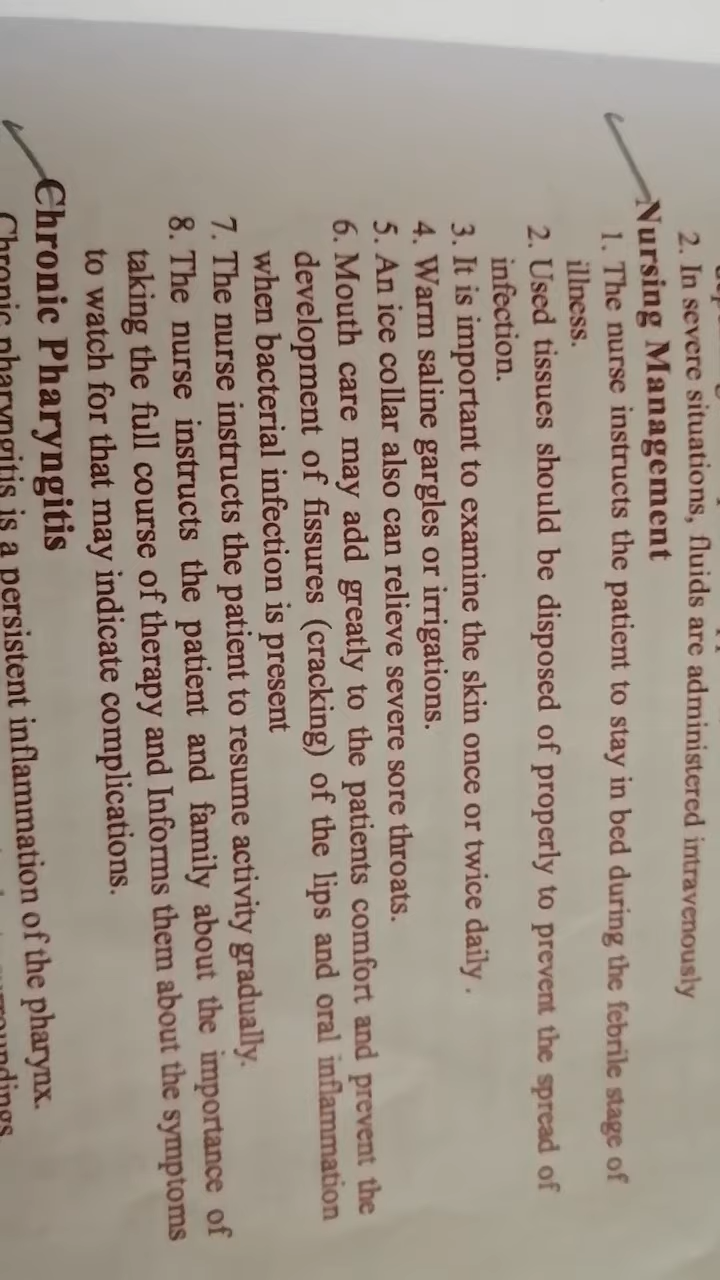 2. In severe situations, fluids are administered intravenously
Nursing Management
1. The nurse instructs the patient to stay in bed during the febrile stage of
illness.
2. Used tissues should be disposed of properly to prevent the spread of
infection.
3. It is important to examine the skin once or twice daily.
4. Warm saline gargles or irrigations.
5. An ice collar also can relieve severe sore throats.
6. Mouth care may add greatly to the patients comfort and prevent the
development of fissures (cracking) of the lips and oral inflammation
when bacterial infection is present
7. The nurse instructs the patient to resume activity gradually.
8. The nurse instructs the patient and family about the importance of
taking the full course of therapy and Informs them about the symptoms
to watch for that may indicate complications.
Chronic Pharyngitis
Chronic pharyngitis is a persistent inflammation of the pharynx.